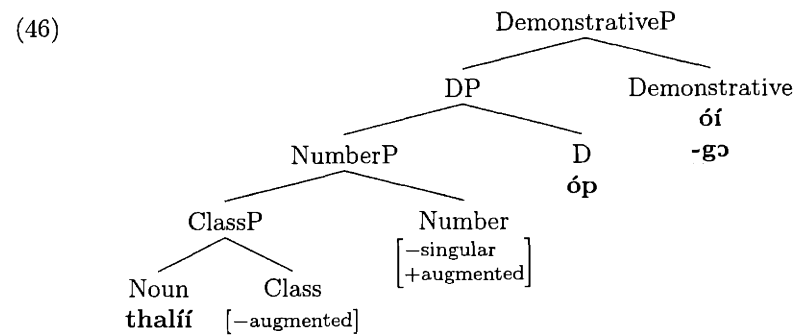 (46)
DemonstrativeP
DP Demonstrative
óí
NumberP D -gɔ
óp
ClassP Number
[−singular
+augmented]
Noun Class
thalíí [−augmented]